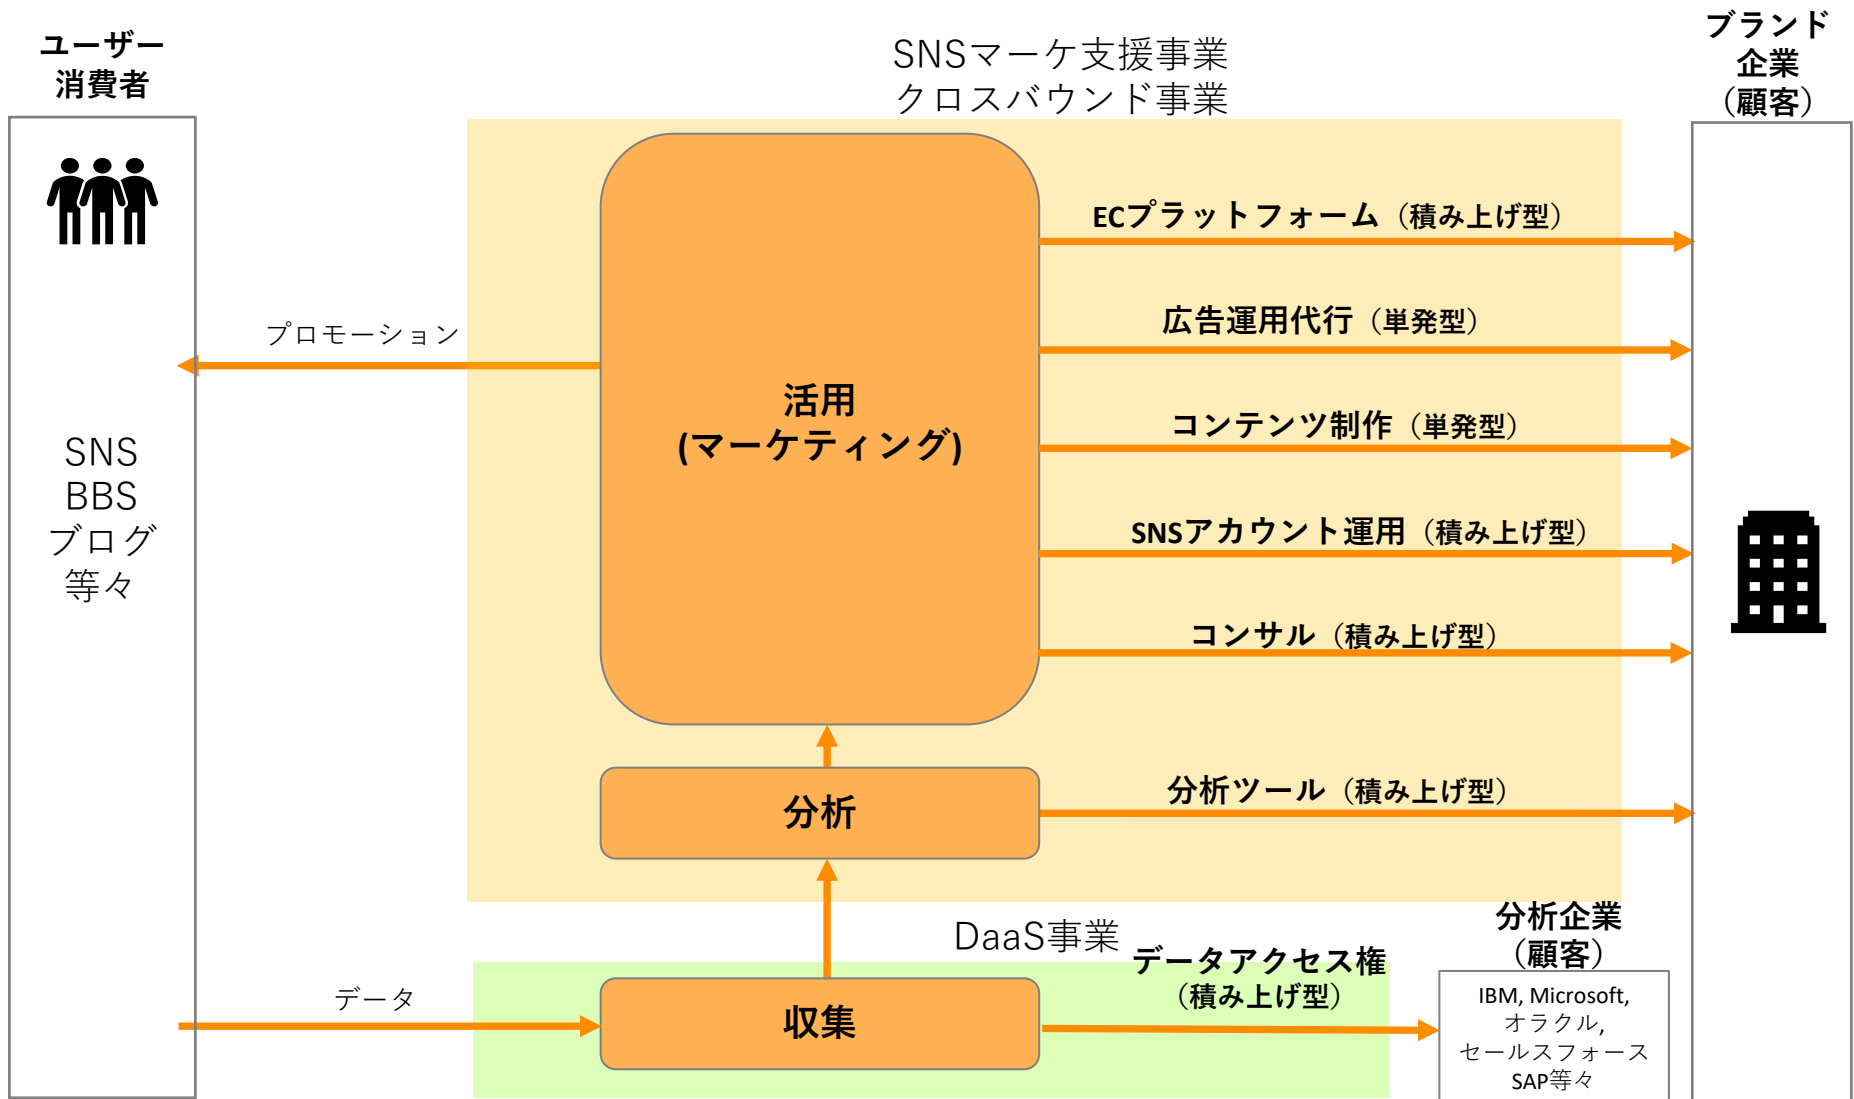 ユーザー
消費者
SNS
BBS
ブログ
等々
SNSマーケ支援事業
クロスバウンド事業
プロモーション
活用
(マーケティング)
ECプラットフォーム（積み上げ型）
広告運用代行（単発型）
コンテンツ制作（単発型）
SNSアカウント運用（積み上げ型）
コンサル（積み上げ型）
分析
分析ツール（積み上げ型）
DaaS事業
データ
収集
データアクセス権
（積み上げ型）
分析企業
（顧客）
IBM, Microsoft,
オラクル,
セールスフォース
SAP等々
ブランド
企業
（顧客）